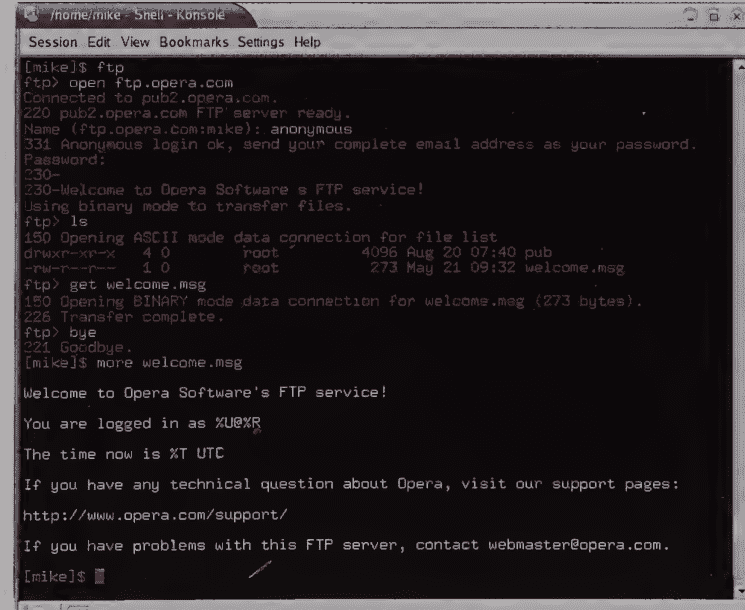 /home/mike - Shell - Konsole
Session Edit View Bookmarks Settings Help
[mike]$ ftp
ftp> open ftp.opera.com
Connected to pub2.opera.com.
220 pub2.opera.com FTP server ready.
Name (ftp.opera.com:mike): anonymous
331 Anonymous login ok, send your complete email address as your password.
Password:
230-
230-Welcome to Opera Software s FTP service!
Using binary mode to transfer files.
ftp> ls
150 Opening ASCII mode data connection for file list
drwxr-xr-x 4 0 root 4096 Aug 20 07:40 pub
-rw-r--r-- 1 0 root 273 May 21 09:32 welcome.msg
ftp> get welcome.msg
150 Opening BINARY mode data connection for welcome.msg (273 bytes).
226 Transfer complete.
ftp> bye
221 Goodbye.
[mike]$ more welcome.msg
Welcome to Opera Software's FTP service!
You are logged in as %U@%R
The time now is %T UTC
If you have any technical question about Opera, visit our support pages:
http://www.opera.com/support/
If you have problems with this FTP server, contact webmaster@opera.com.
[mike]$